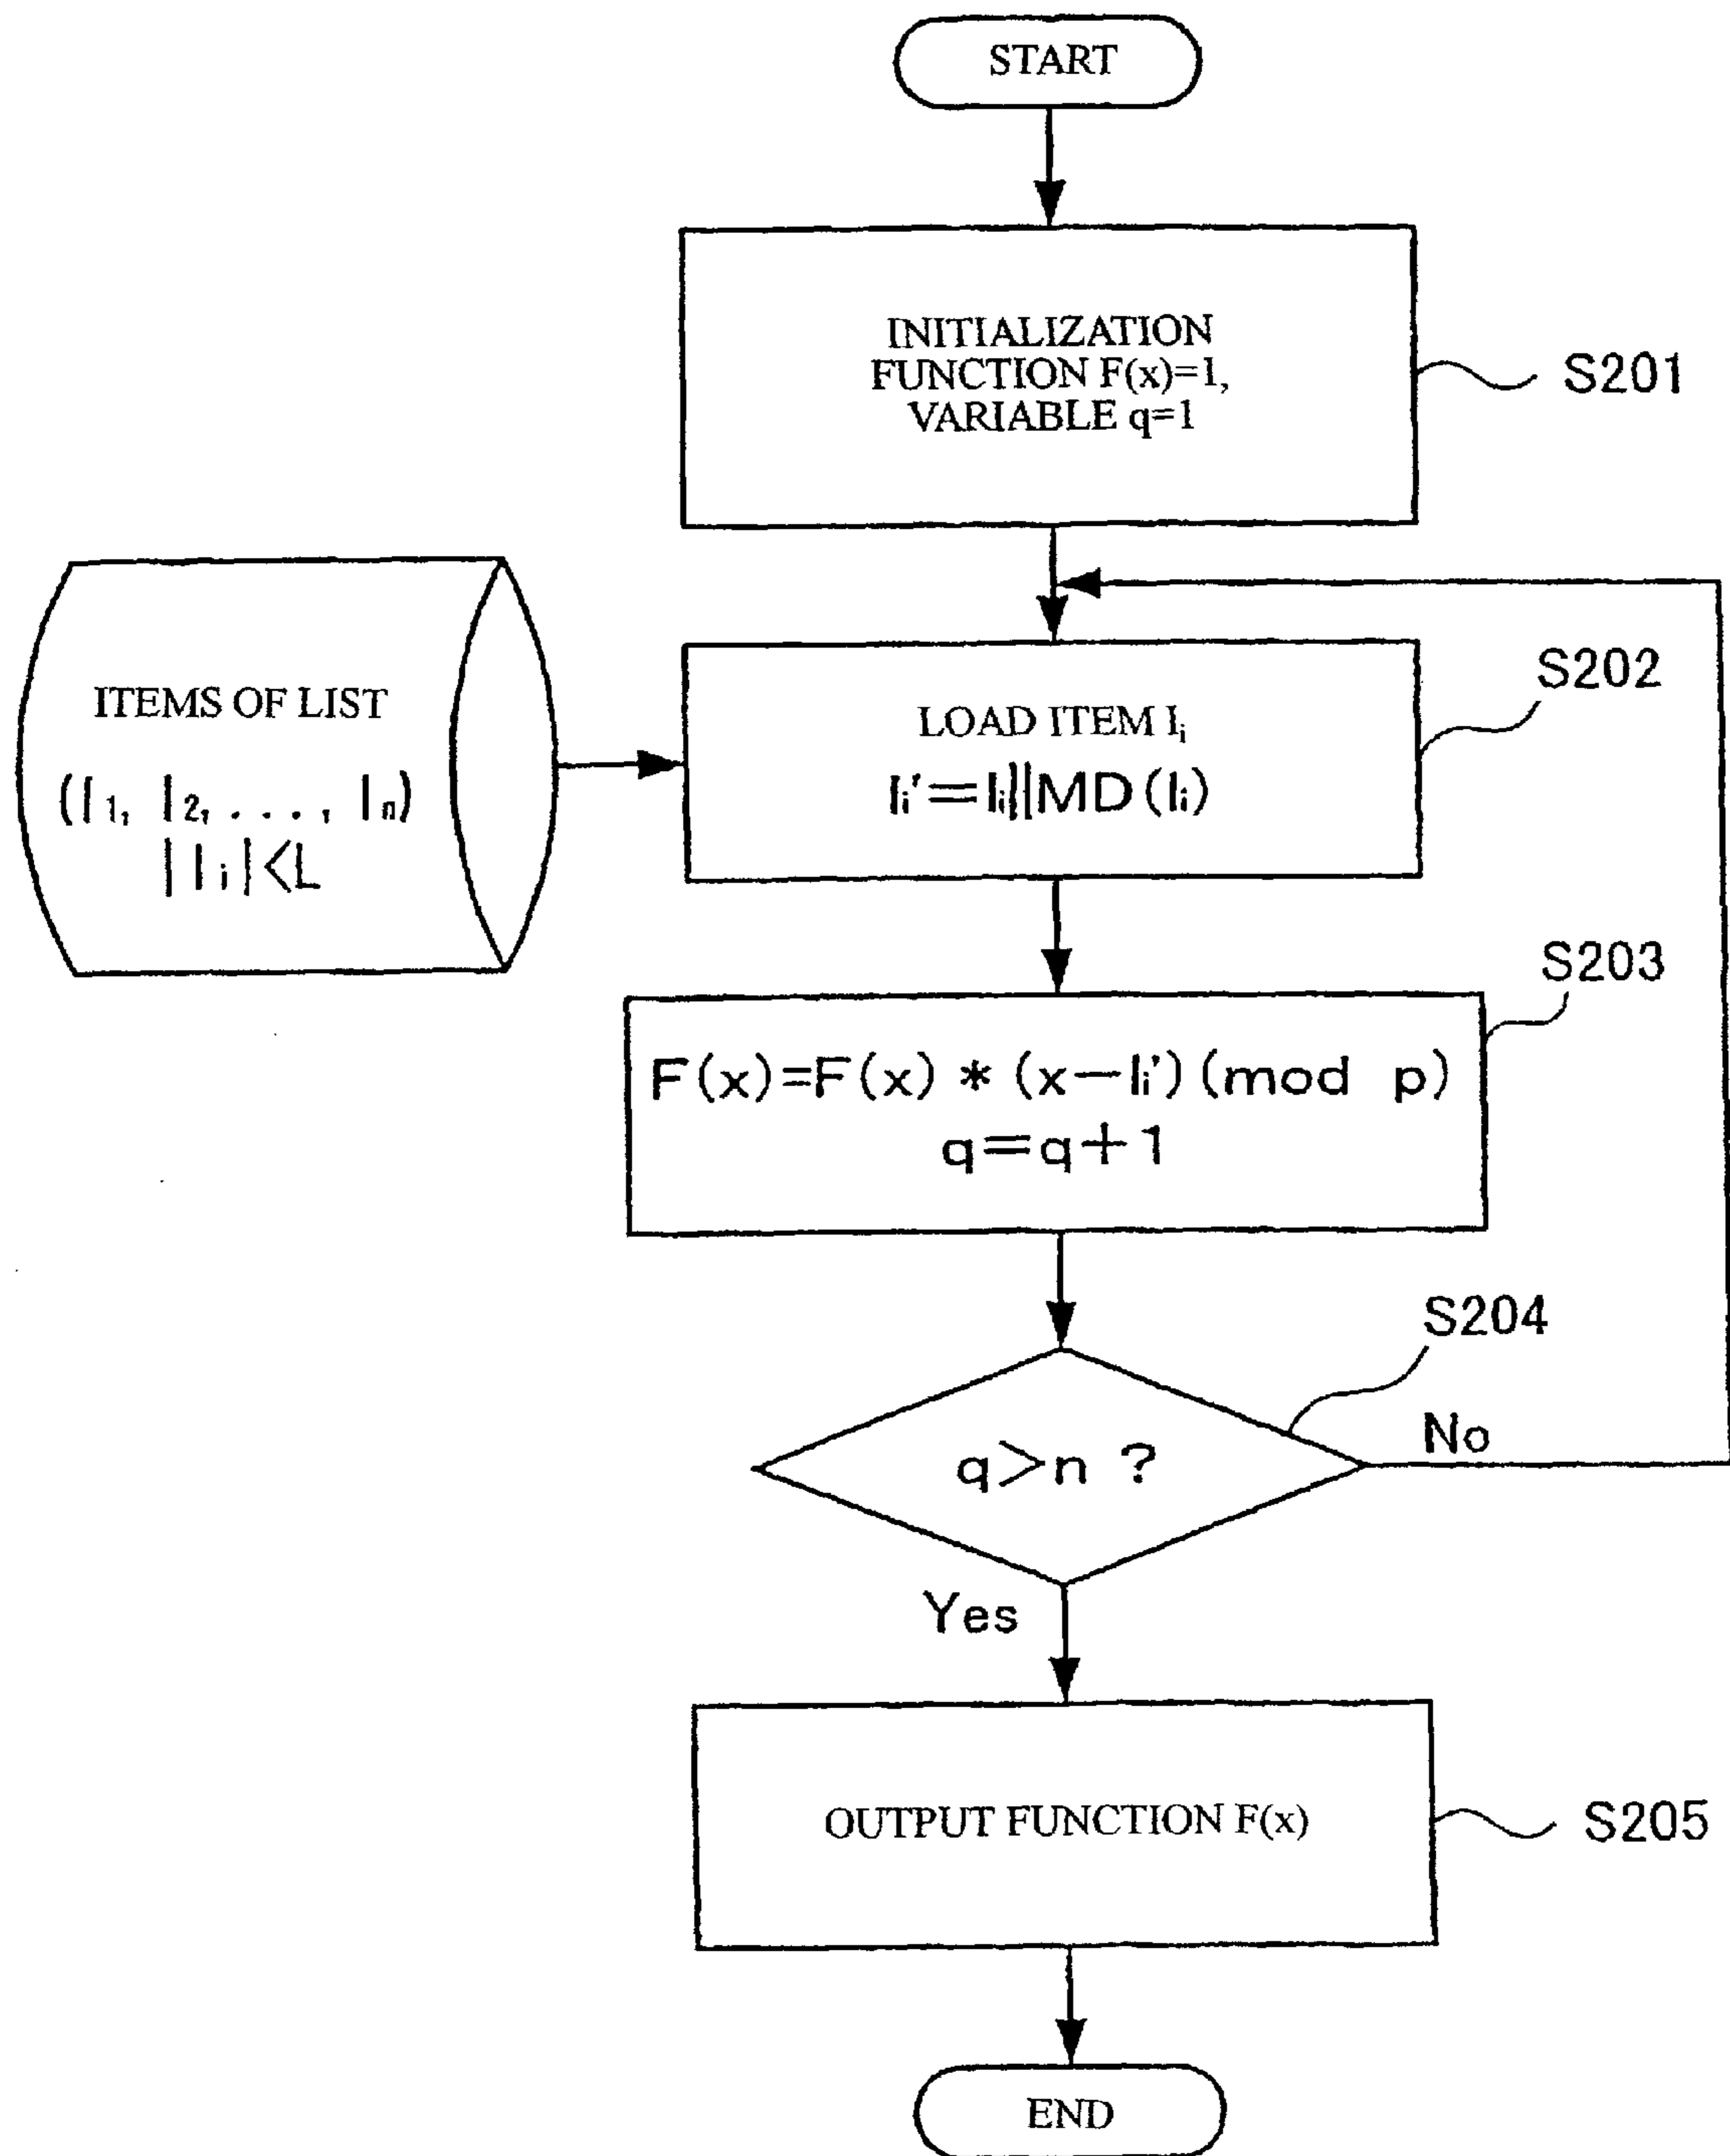 START
INITIALIZATION
FUNCTION F(x)=1,
VARIABLE q=1
S201
ITEMS OF LIST
(I₁, I₂, ..., Iₙ)
|Iᵢ|<L
LOAD ITEM Iᵢ
Iᵢ'=Iᵢ||MD(Iᵢ)
S202
F(x)=F(x)*(x−Iᵢ')(mod p)
q=q+1
S203
q>n ?
S204
No
Yes
OUTPUT FUNCTION F(x)
S205
END